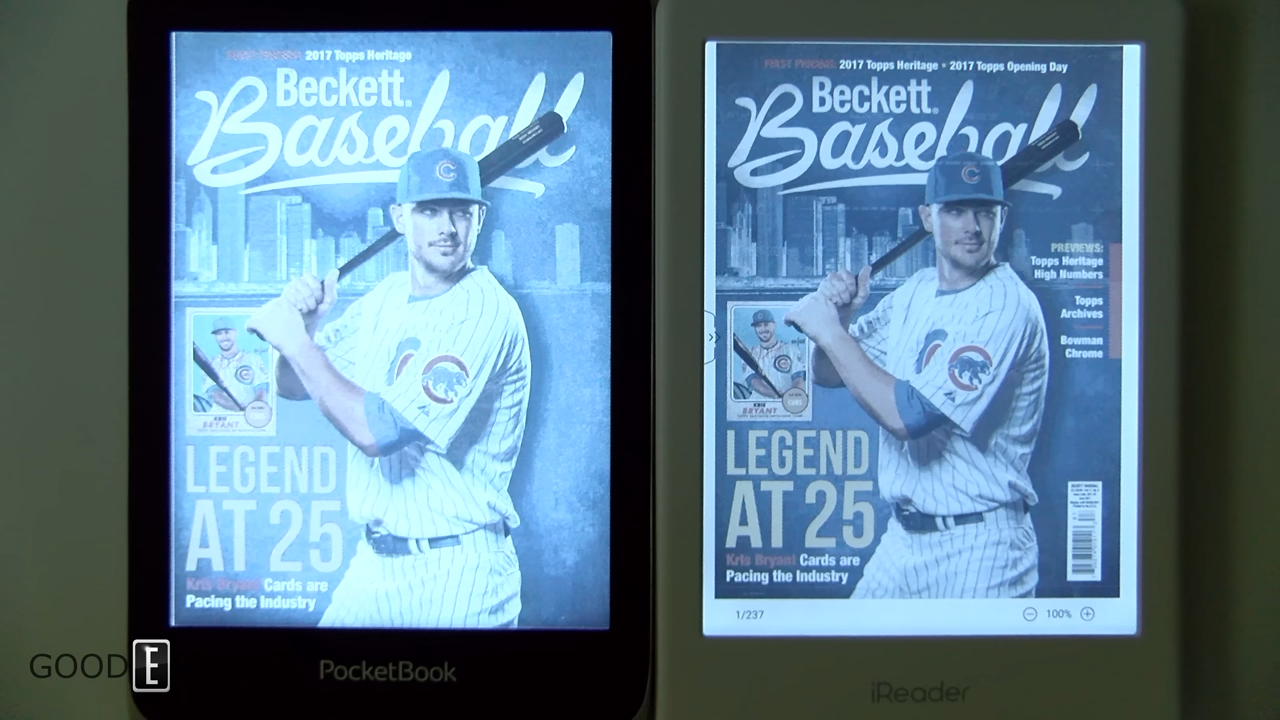 2017 Topps Heritage
Beckett.
Baseball
KRIS
BRYANT
LEGEND
AT 25
Kris Bryant Cards are
Pacing the Industry
PocketBook
FIRST PRICING: 2017 Topps Heritage • 2017 Topps Opening Day
Beckett.
Baseball
PREVIEWS:
Topps Heritage
High Numbers
Topps
Archives
Bowman
Chrome
KRIS
BRYANT
CUBS
LEGEND
AT 25
Kris Bryant Cards are
Pacing the Industry
1/237
100%
iReader
GOOD E